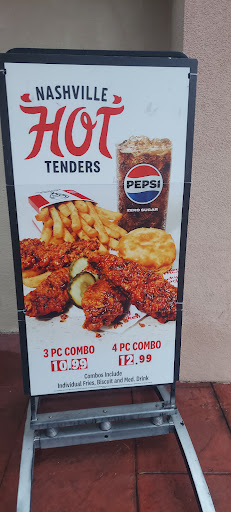 NASHVILLE
HOT
TENDERS
PEPSI
ZERO SUGAR
3 PC COMBO 4 PC COMBO
10.99 12.99
Combos Include
Individual Fries, Biscuit and Med. Drink